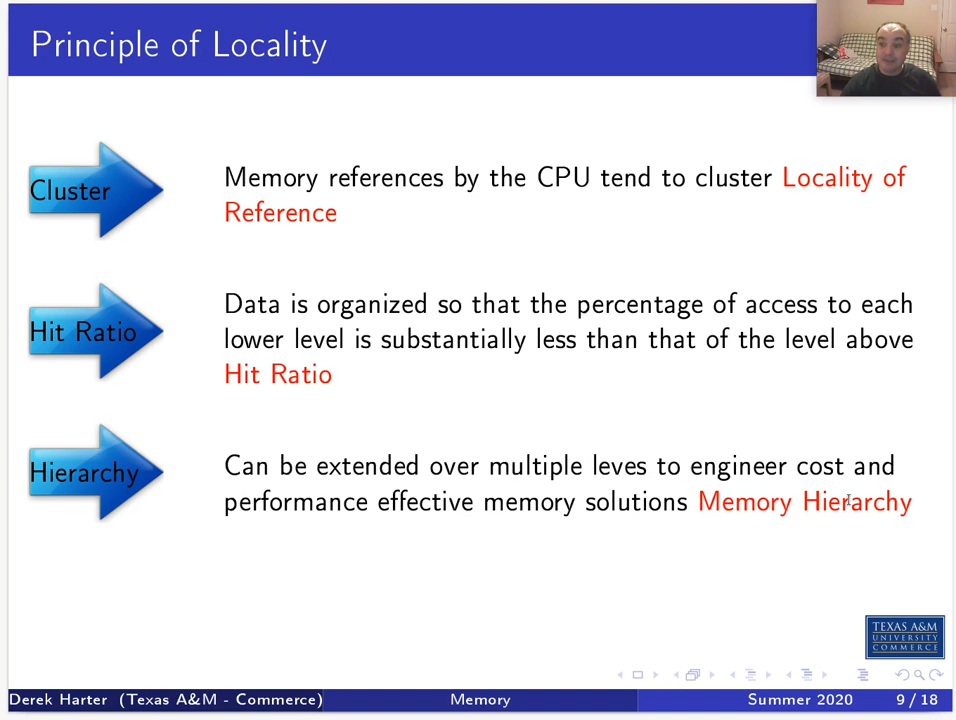 Principle of Locality
Cluster
Memory references by the CPU tend to cluster Locality of
Reference
Hit Ratio
Data is organized so that the percentage of access to each
lower level is substantially less than that of the level above
Hit Ratio
Hierarchy
Can be extended over multiple leves to engineer cost and
performance effective memory solutions Memory Hierarchy
TEXAS A&M
UNIVERSITY
COMMERCE
Derek Harter (Texas A&M - Commerce)
Memory
Summer 2020
9 / 18